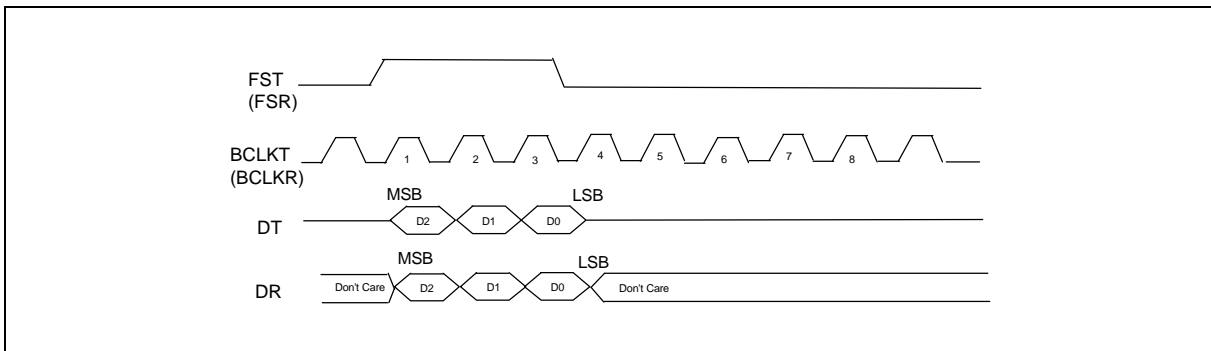 FST
(FSR)
BCLKT
(BCLKR)
1 2 3 4 5 6 7 8
MSB LSB
DT D2 D1 D0
MSB LSB
DR Don't Care D2 D1 D0 Don't Care